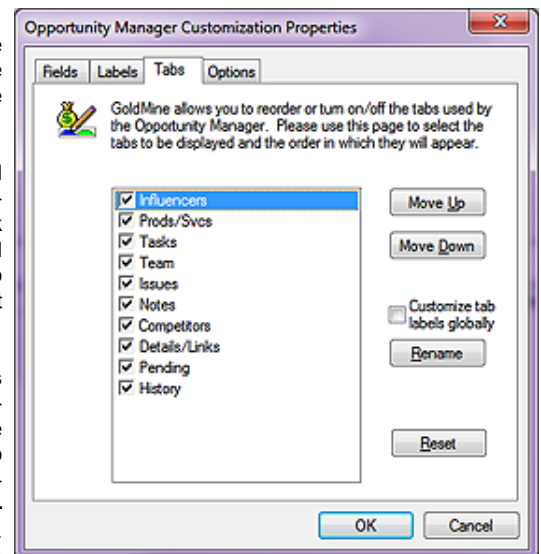 Opportunity Manager Customization Properties
Fields
Labels
Tabs
Options
GoldMine allows you to reorder or turn on/off the tabs used by
the Opportunity Manager. Please use this page to select the
tabs to be displayed and the order in which they will appear.
Influencers
Prods/Svcs
Tasks
Team
Issues
Notes
Competitors
Details/Links
Pending
History
Move Up
Move Down
Customize tab
labels globally
Rename
Reset
OK
Cancel